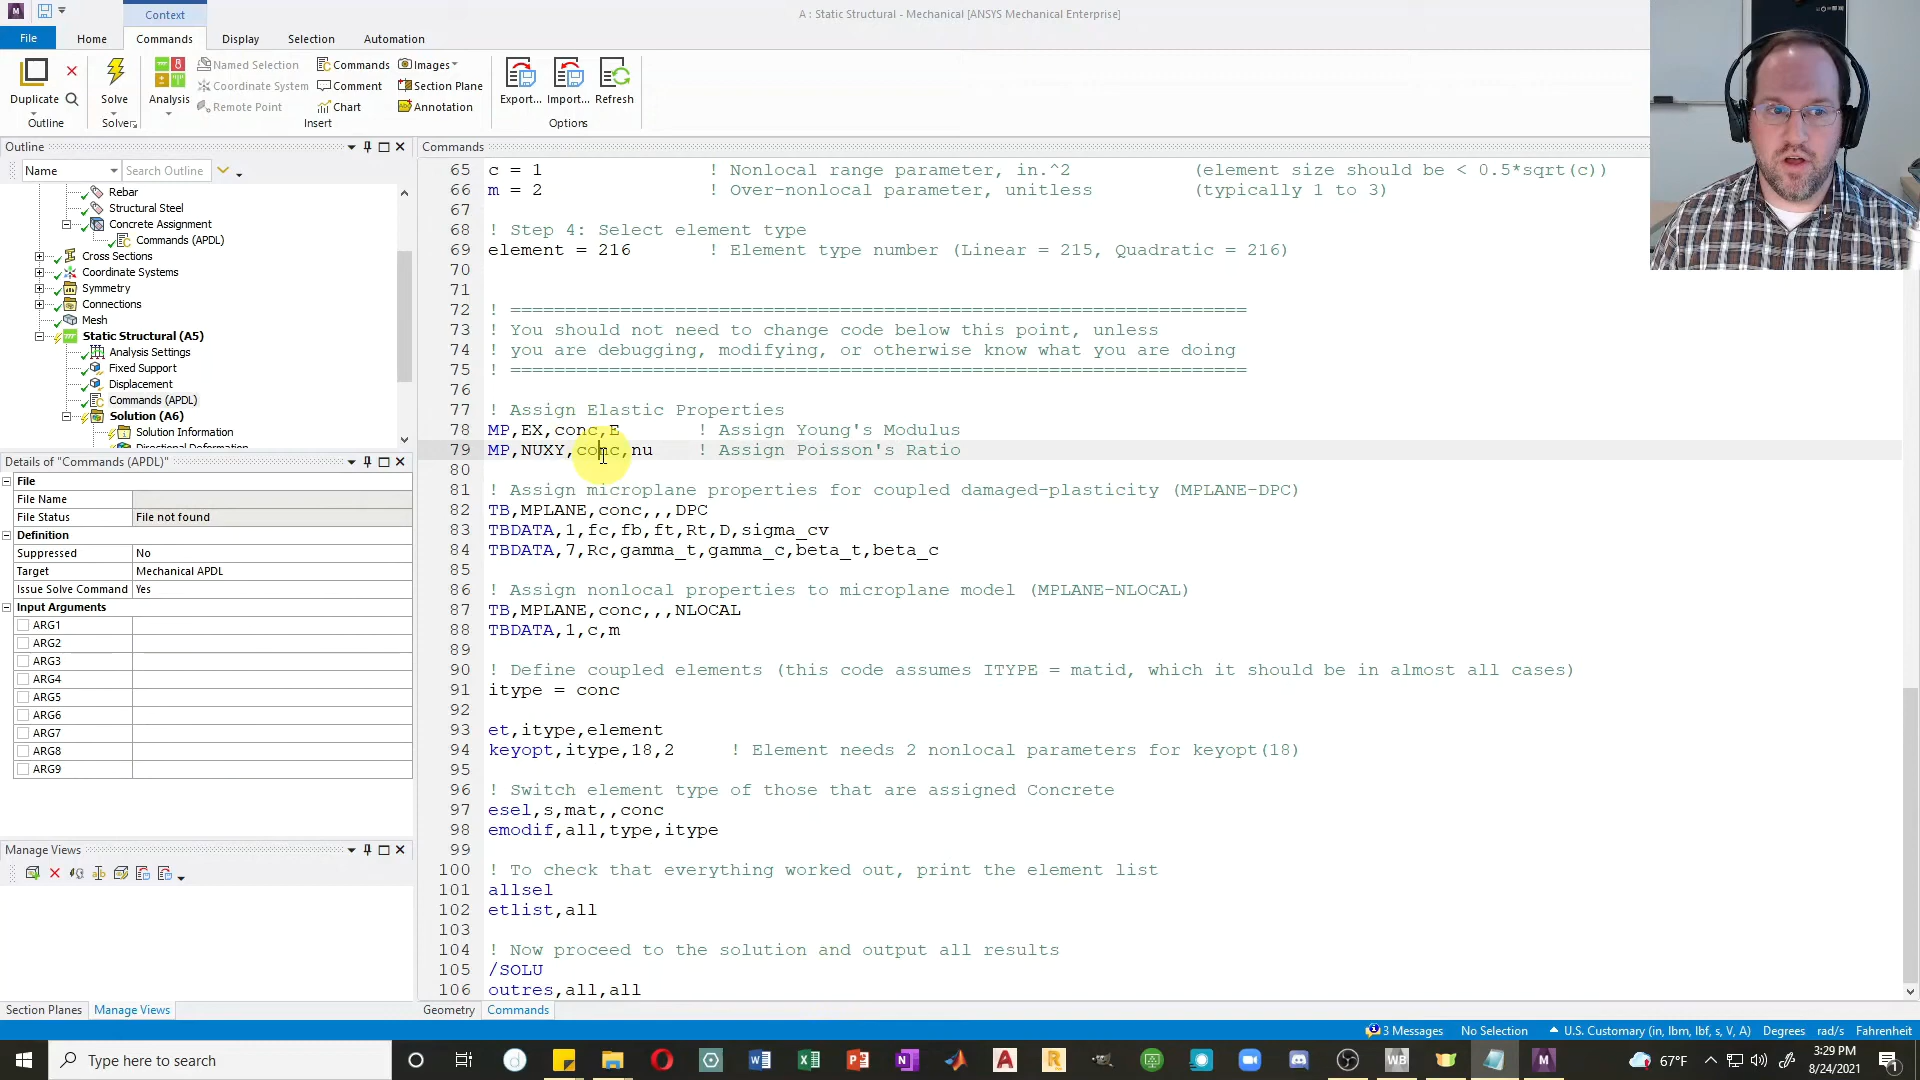 Context
A : Static Structural - Mechanical [ANSYS Mechanical Enterprise]
File
Home
Commands
Display
Selection
Automation
Duplicate
Outline
Solve
Solver
Analysis
Named Selection
Coordinate System
Remote Point
Commands
Comment
Chart
Images
Section Plane
Annotation
Insert
Export...
Import...
Refresh
Options
Outline
Name
Search Outline
Rebar
Structural Steel
Concrete Assignment
Commands (APDL)
Cross Sections
Coordinate Systems
Symmetry
Connections
Mesh
Static Structural (A5)
Analysis Settings
Fixed Support
Displacement
Commands (APDL)
Solution (A6)
Solution Information
Directional Deformation
Details of "Commands (APDL)"
File
File Name
File Status File not found
Definition
Suppressed No
Target Mechanical APDL
Issue Solve Command Yes
Input Arguments
ARG1
ARG2
ARG3
ARG4
ARG5
ARG6
ARG7
ARG8
ARG9
Manage Views
Section Planes Manage Views
Commands
65 c = 1 ! Nonlocal range parameter, in.^2 (element size should be < 0.5*sqrt(c))
66 m = 2 ! Over-nonlocal parameter, unitless (typically 1 to 3)
67
68 ! Step 4: Select element type
69 element = 216 ! Element type number (Linear = 215, Quadratic = 216)
70
71
72 ! ===================================================================
73 ! You should not need to change code below this point, unless
74 ! you are debugging, modifying, or otherwise know what you are doing
75 ! ===================================================================
76
77 ! Assign Elastic Properties
78 MP,EX,conc,E ! Assign Young's Modulus
79 MP,NUXY,conc,nu ! Assign Poisson's Ratio
80
81 ! Assign microplane properties for coupled damaged-plasticity (MPLANE-DPC)
82 TB,MPLANE,conc,,,DPC
83 TBDATA,1,fc,fb,ft,Rt,D,sigma_cv
84 TBDATA,7,Rc,gamma_t,gamma_c,beta_t,beta_c
85
86 ! Assign nonlocal properties to microplane model (MPLANE-NLOCAL)
87 TB,MPLANE,conc,,,NLOCAL
88 TBDATA,1,c,m
89
90 ! Define coupled elements (this code assumes ITYPE = matid, which it should be in almost all cases)
91 itype = conc
92
93 et,itype,element
94 keyopt,itype,18,2 ! Element needs 2 nonlocal parameters for keyopt(18)
95
96 ! Switch element type of those that are assigned Concrete
97 esel,s,mat,,conc
98 emodif,all,type,itype
99
100 ! To check that everything worked out, print the element list
101 allsel
102 etlist,all
103
104 ! Now proceed to the solution and output all results
105 /SOLU
106 outres,all,all
Geometry Commands
3 Messages No Selection U.S. Customary (in, lbm, lbf, s, V, A) Degrees rad/s Fahrenheit
Type here to search
67°F
3:29 PM
8/24/2021